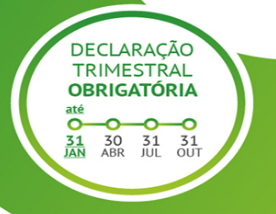 DECLARAÇÃO
TRIMESTRAL
OBRIGATÓRIA
até
31 30 31 31
JAN ABR JUL OUT